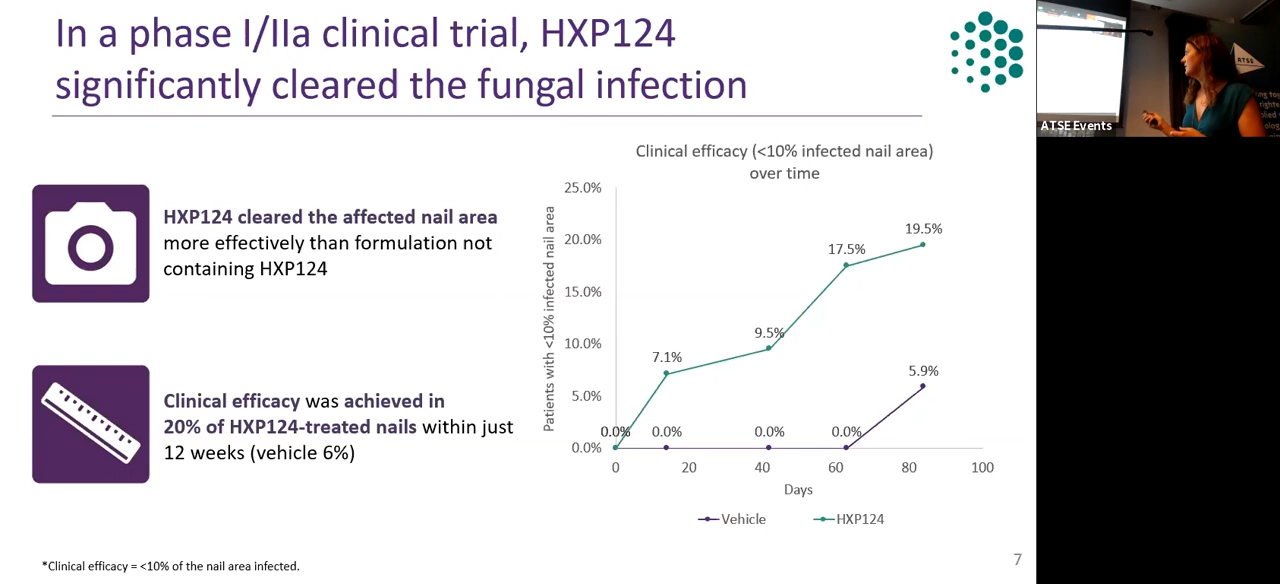 In a phase I/IIa clinical trial, HXP124
significantly cleared the fungal infection
ATSE
ATSE Events
HXP124 cleared the affected nail area
more effectively than formulation not
containing HXP124
Clinical efficacy was achieved in
20% of HXP124-treated nails within just
12 weeks (vehicle 6%)
Clinical efficacy (<10% infected nail area)
over time
Patients with <10% infected nail area
25.0%
20.0%
15.0%
10.0%
5.0%
0.0%
0.0%
7.1%
9.5%
17.5%
19.5%
0.0%
0.0%
0.0%
5.9%
0
20
40
60
80
100
Days
Vehicle
HXP124
*Clinical efficacy = <10% of the nail area infected.
7